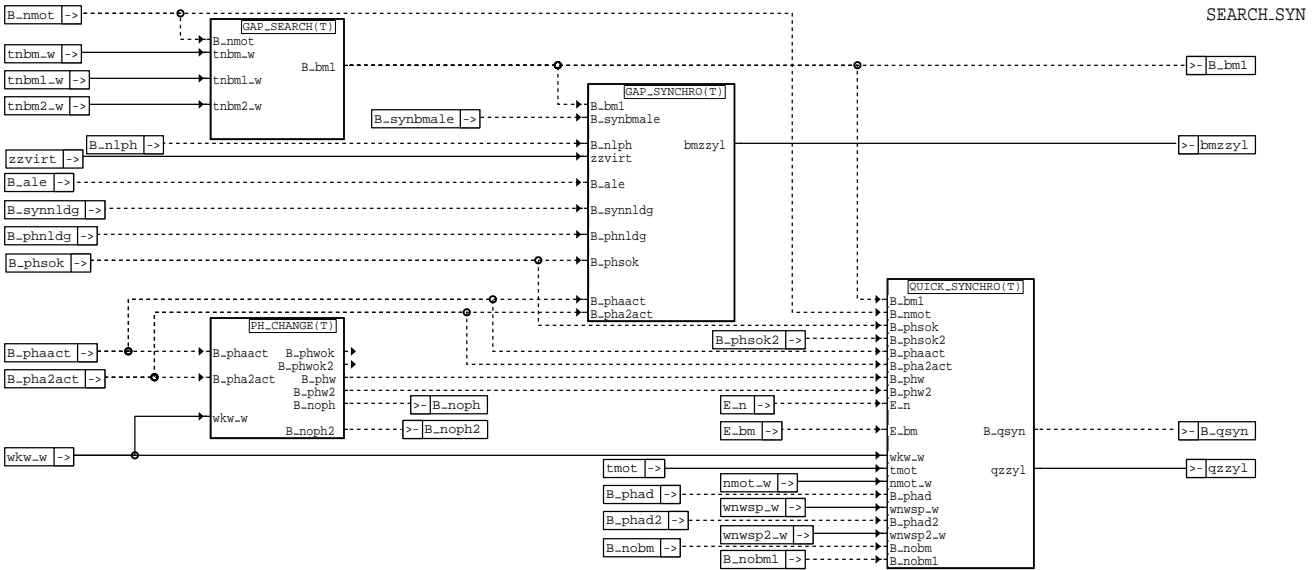 SEARCH_SYN
B_nmot ->
tnbm_w ->
tnbm1_w ->
tnbm2_w ->
GAP_SEARCH(T)
B_nmot
tnbm_w
tnbm1_w
tnbm2_w
B_bm1
>- B_bm1
B_synbmale ->
B_nlph ->
zzvirt ->
B_ale ->
B_synnldg ->
B_phnldg ->
B_phsok ->
GAP_SYNCHRO(T)
B_bm1
B_synbmale
B_nlph
zzvirt
B_ale
B_synnldg
B_phnldg
B_phsok
B_phaact
B_pha2act
bmzzyl
>- bmzzyl
B_phaact ->
B_pha2act ->
wkw_w ->
PH_CHANGE(T)
B_phaact
B_pha2act
wkw_w
B_phwok
B_phwok2
B_phw
B_phw2
B_noph
B_noph2
>- B_noph
>- B_noph2
B_phsok2 ->
E_n ->
E_bm ->
tmot ->
nmot_w ->
B_phad ->
wnwsp_w ->
B_phad2 ->
wnwsp2_w ->
B_nobm ->
B_nobm1 ->
QUICK_SYNCHRO(T)
B_bm1
B_nmot
B_phsok
B_phsok2
B_phaact
B_pha2act
B_phw
B_phw2
E_n
E_bm
wkw_w
tmot
nmot_w
B_phad
wnwsp_w
B_phad2
wnwsp2_w
B_nobm
B_nobm1
B_qsyn
qzzyl
>- B_qsyn
>- qzzyl